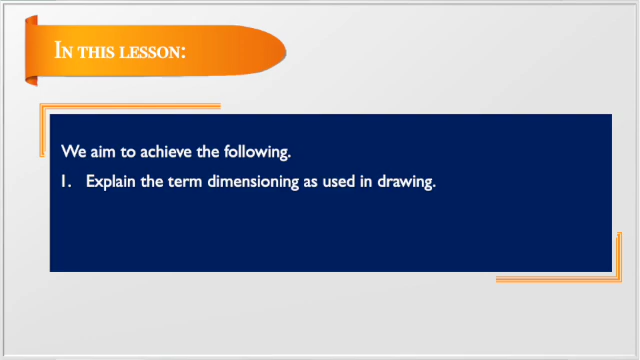 In this lesson:
We aim to achieve the following.
1. Explain the term dimensioning as used in drawing.